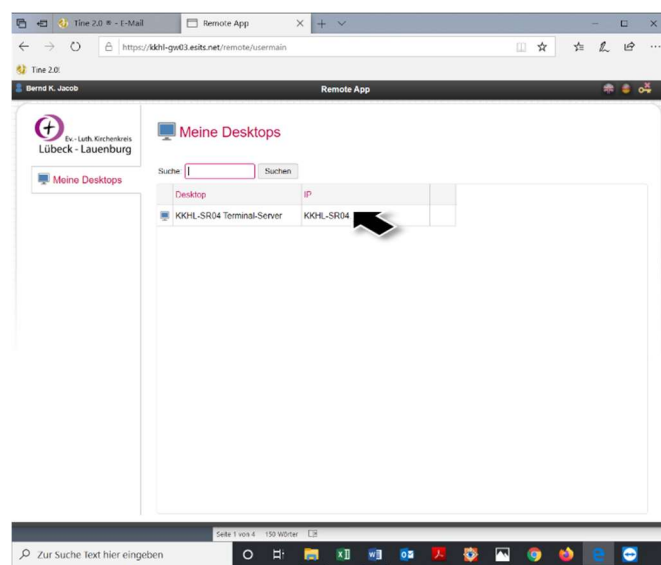 Tine 2.0 ® - E-Mail
Remote App
https://kkhl-gw03.esits.net/remote/usermain
Tine 2.0!
Bernd K. Jacob
Remote App
Ev.-Luth. Kirchenkreis
Lübeck - Lauenburg
Meine Desktops
Meine Desktops
Suche:
Suchen
Desktop
IP
KKHL-SR04 Terminal-Server
KKHL-SR04
Seite 1 von 4
150 Wörter
Zur Suche Text hier eingeben